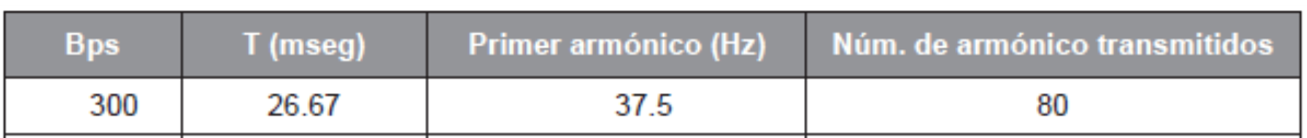 Bps T (mseg) Primer armónico (Hz) Núm. de armónico transmitidos
300 26.67 37.5 80